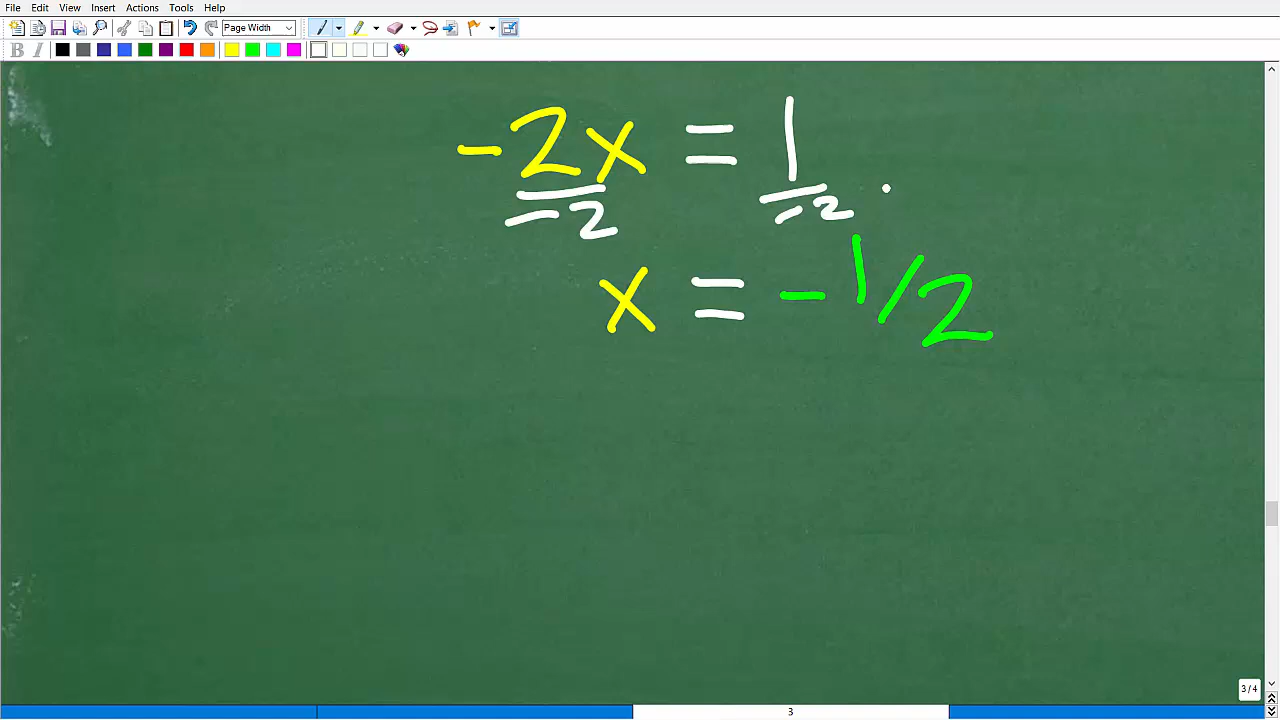 File Edit View Insert Actions Tools Help
Page Width
B I
-2x = 1
-2 -2
x = -1/2
3 / 4
3